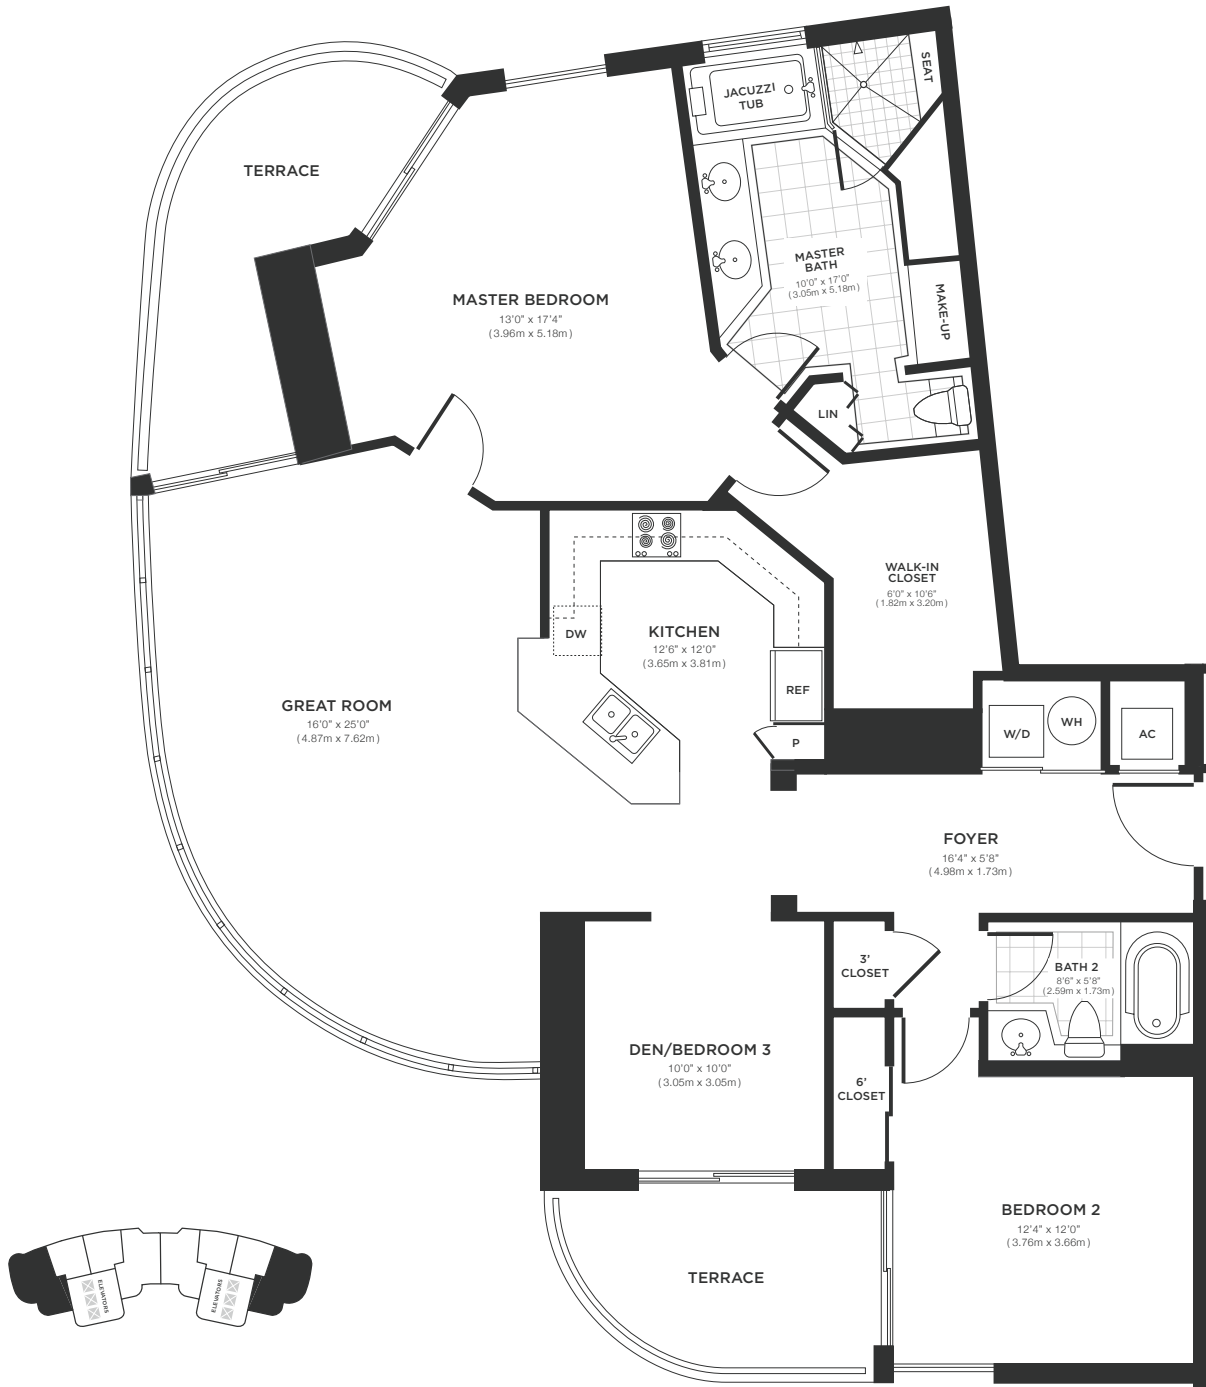 SEAT
JACUZZI
TUB
TERRACE
MASTER
BATH
10'0" x 17'0"
(3.05m x 5.18m)
MASTER BEDROOM
13'0" x 17'4"
(3.96m x 5.18m)
MAKE-UP
LIN
WALK-IN
CLOSET
6'0" x 10'6"
(1.82m x 3.20m)
DW
KITCHEN
12'6" x 12'0"
(3.65m x 3.81m)
REF
GREAT ROOM
16'0" x 25'0"
(4.87m x 7.62m)
P
W/D
WH
AC
FOYER
16'4" x 5'8"
(4.98m x 1.73m)
3'
CLOSET
BATH 2
8'6" x 5'8"
(2.59m x 1.73m)
DEN/BEDROOM 3
10'0" x 10'0"
(3.05m x 3.05m)
6'
CLOSET
BEDROOM 2
12'4" x 12'0"
(3.76m x 3.66m)
TERRACE
ELEVATORS
ELEVATORS